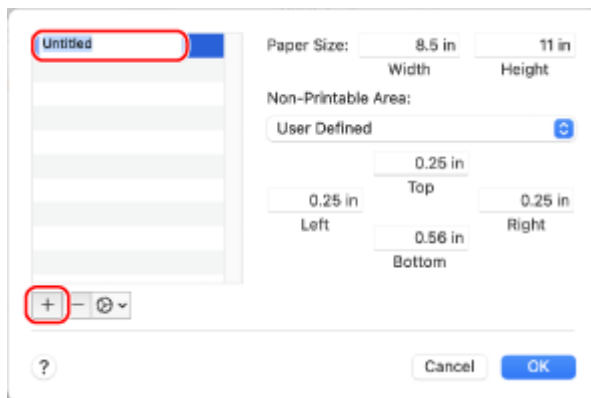 Untitled
Paper Size: 8.5 in 11 in
Width Height
Non-Printable Area:
User Defined
0.25 in
Top
0.25 in 0.25 in
Left Right
0.56 in
Bottom
+ −
? Cancel OK